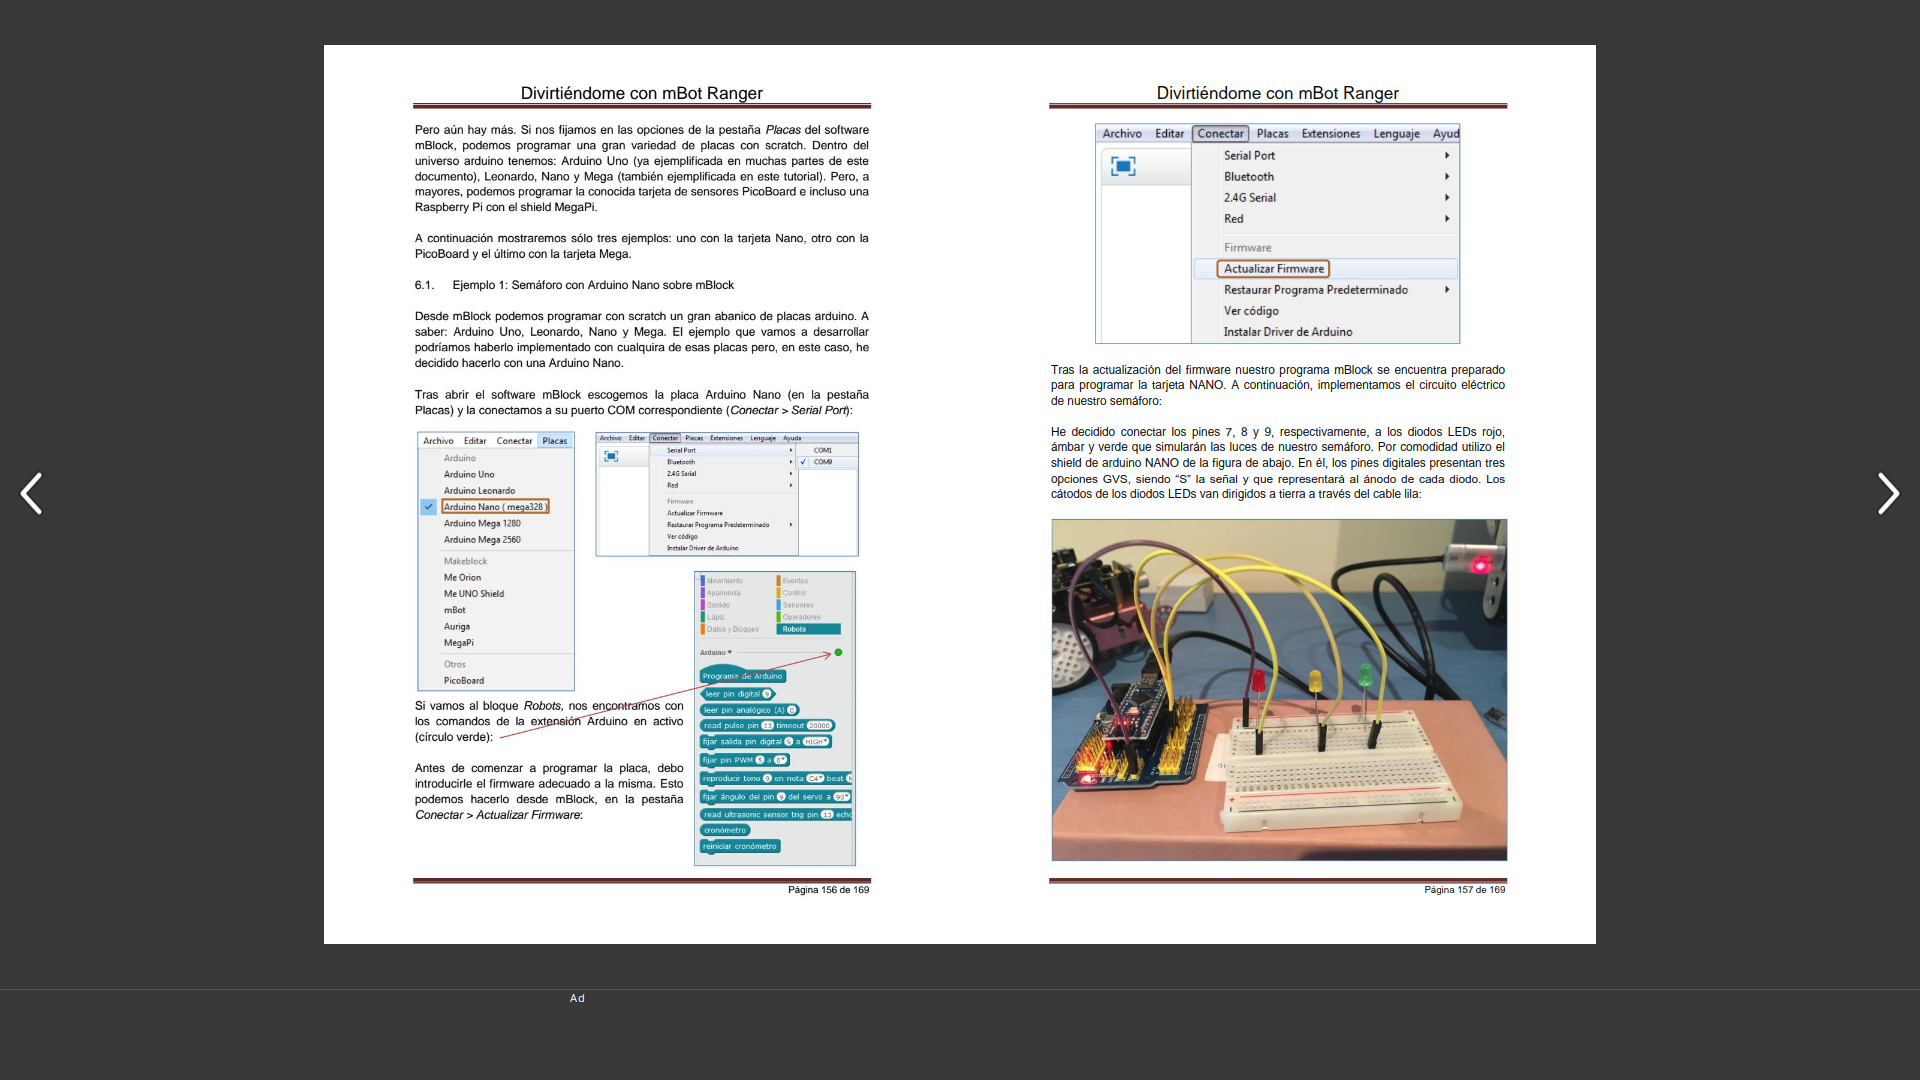 Divirtiéndome con mBot Ranger
Pero aún hay más. Si nos fijamos en las opciones de la pestaña Placas del software
mBlock, podemos programar una gran variedad de placas con scratch. Dentro del
universo arduino tenemos: Arduino Uno (ya ejemplificada en muchas partes de este
documento), Leonardo, Nano y Mega (también ejemplificada en este tutorial). Pero, a
mayores, podemos programar la conocida tarjeta de sensores PicoBoard e incluso una
Raspberry Pi con el shield MegaPi.
A continuación mostraremos sólo tres ejemplos: uno con la tarjeta Nano, otro con la
PicoBoard y el último con la tarjeta Mega.
6.1. Ejemplo 1: Semáforo con Arduino Nano sobre mBlock
Desde mBlock podemos programar con scratch un gran abanico de placas arduino. A
saber: Arduino Uno, Leonardo, Nano y Mega. El ejemplo que vamos a desarrollar
podríamos haberlo implementado con cualquira de esas placas pero, en este caso, he
decidido hacerlo con una Arduino Nano.
Tras abrir el software mBlock escogemos la placa Arduino Nano (en la pestaña
Placas) y la conectamos a su puerto COM correspondiente (Conectar > Serial Port):
Archivo Editar Conectar Placas
Arduino
Arduino Uno
Arduino Leonardo
Arduino Nano ( mega328 )
Arduino Mega 1280
Arduino Mega 2560
Makeblock
Me Orion
Me UNO Shield
mBot
Auriga
MegaPi
Otros
PicoBoard
Archivo Editar Conectar Placas Extensiones Lenguaje Ayuda
Serial Port COM1
Bluetooth COM9
2.4G Serial
Red
Firmware
Actualizar Firmware
Restaurar Programa Predeterminado
Ver código
Instalar Driver de Arduino
Movimiento Eventos
Apariencia Control
Sonido Sensores
Lápiz Operadores
Datos y Bloques Robots
Arduino
Programa de Arduino
leer pin digital 9
leer pin analógico (A) 0
read pulse pin 13 timeout 20000
fijar salida pin digital 9 a HIGH
fijar pin PWM 5 a 0
reproducir tono 9 en nota C4 beat
fijar ángulo del pin 9 del servo a 90
read ultrasonic sensor trig pin 13 echo
cronómetro
reiniciar cronómetro
Si vamos al bloque Robots, nos encontramos con
los comandos de la extensión Arduino en activo
(círculo verde):
Antes de comenzar a programar la placa, debo
introducirle el firmware adecuado a la misma. Esto
podemos hacerlo desde mBlock, en la pestaña
Conectar > Actualizar Firmware:
Página 156 de 169
Divirtiéndome con mBot Ranger
Archivo Editar Conectar Placas Extensiones Lenguaje Ayud
Serial Port
Bluetooth
2.4G Serial
Red
Firmware
Actualizar Firmware
Restaurar Programa Predeterminado
Ver código
Instalar Driver de Arduino
Tras la actualización del firmware nuestro programa mBlock se encuentra preparado
para programar la tarjeta NANO. A continuación, implementamos el circuito eléctrico
de nuestro semáforo:
He decidido conectar los pines 7, 8 y 9, respectivamente, a los diodos LEDs rojo,
ámbar y verde que simularán las luces de nuestro semáforo. Por comodidad utilizo el
shield de arduino NANO de la figura de abajo. En él, los pines digitales presentan tres
opciones GVS, siendo “S” la señal y que representará al ánodo de cada diodo. Los
cátodos de los diodos LEDs van dirigidos a tierra a través del cable lila:
Página 157 de 169
Ad